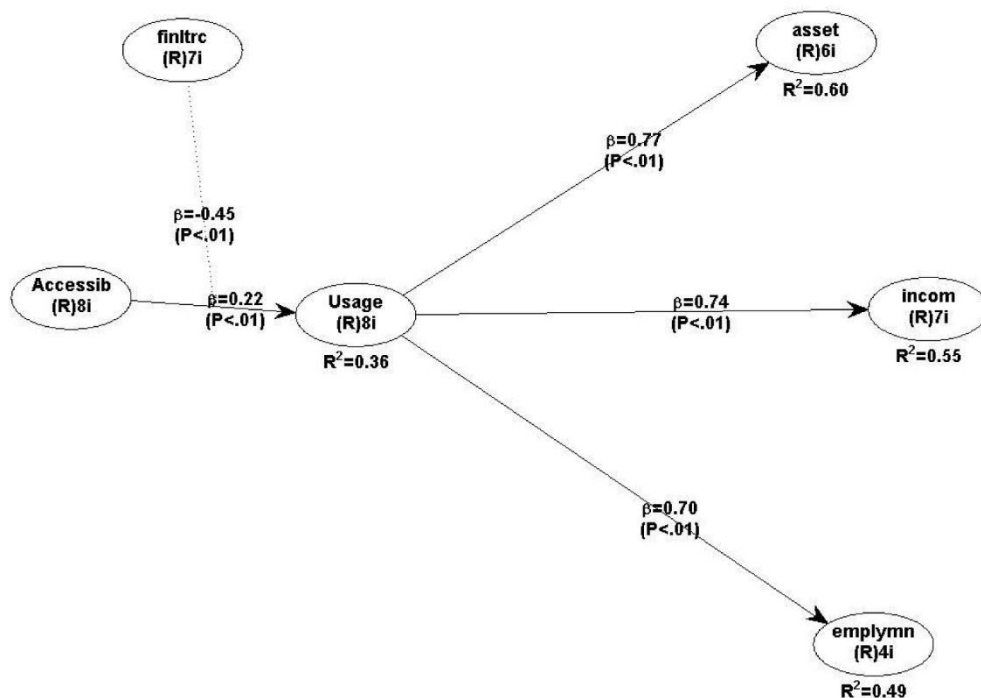 finltrc
(R)7i
asset
(R)6i
R²=0.60
β=0.77
(P<.01)
β=-0.45
(P<.01)
Accessib
(R)8i
β=0.22
(P<.01)
Usage
(R)8i
R²=0.36
β=0.74
(P<.01)
incom
(R)7i
R²=0.55
β=0.70
(P<.01)
emplymn
(R)4i
R²=0.49